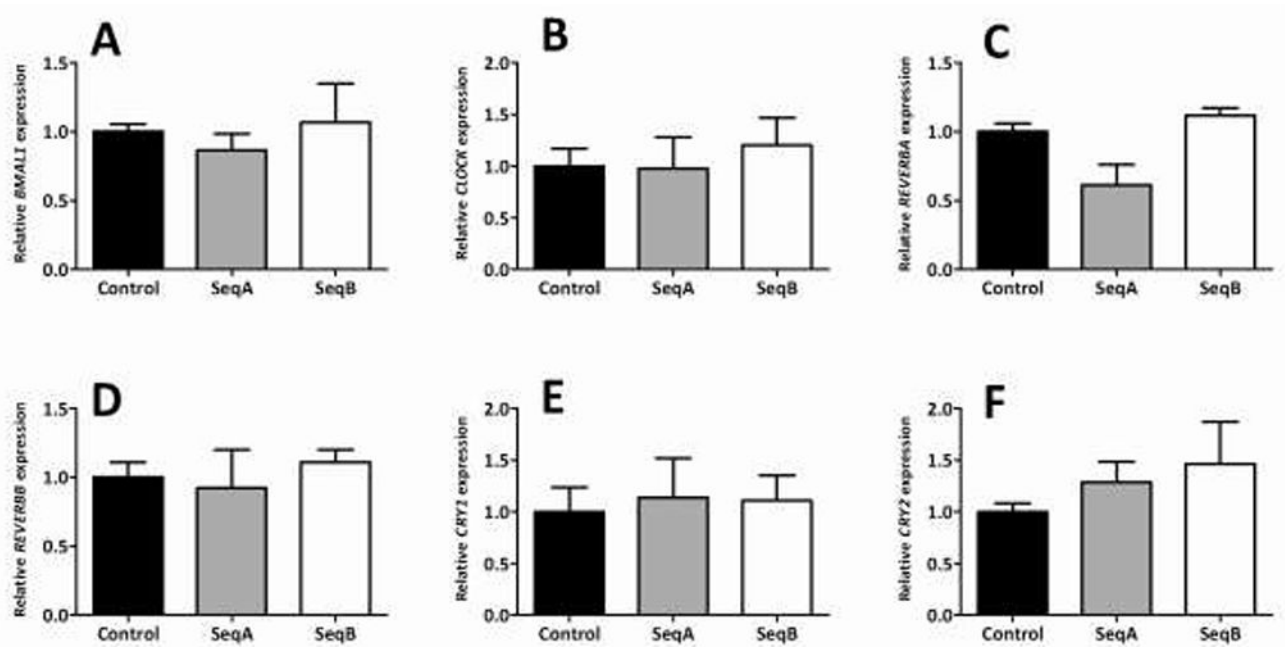 A
Relative BMAL1 expression
1.5
1.0
0.5
0.0
Control SeqA SeqB
B
Relative CLOCK expression
2.0
1.5
1.0
0.5
0.0
Control SeqA SeqB
C
Relative REVERBA expression
1.5
1.0
0.5
0.0
Control SeqA SeqB
D
Relative REVERBB expression
1.5
1.0
0.5
0.0
Control SeqA SeqB
E
Relative CRY1 expression
2.0
1.5
1.0
0.5
0.0
Control SeqA SeqB
F
Relative CRY2 expression
2.0
1.5
1.0
0.5
0.0
Control SeqA SeqB